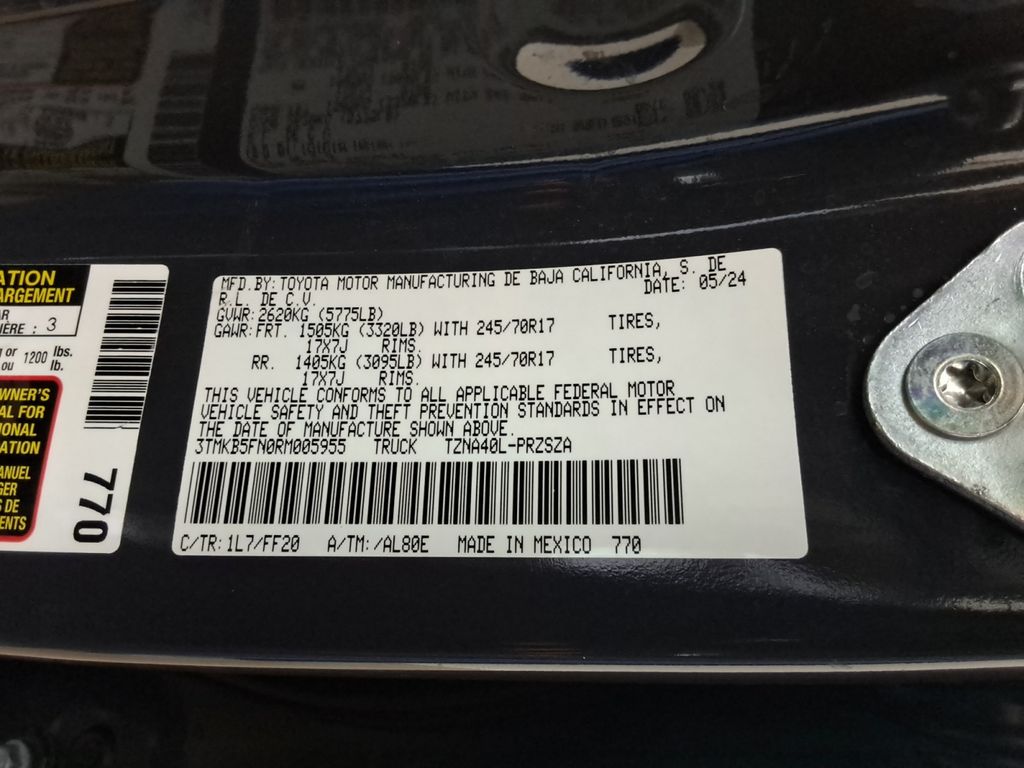 ATION
ARGEMENT
AR
IÈRE : 3
g or 1200 lbs.
ou lb.
WNER'S
AL FOR
IONAL
ATION
ANUEL
GER
S DE
ENTS
770
MFD.BY:TOYOTA MOTOR MANUFACTURING DE BAJA CALIFORNIA, S. DE
R.L. DE C.V. DATE: 05/24
GVWR:2620KG (5775LB)
GAWR:FRT. 1505KG (3320LB) WITH 245/70R17 TIRES,
17X7J RIMS.
RR. 1405KG (3095LB) WITH 245/70R17 TIRES,
17X7J RIMS.
THIS VEHICLE CONFORMS TO ALL APPLICABLE FEDERAL MOTOR
VEHICLE SAFETY AND THEFT PREVENTION STANDARDS IN EFFECT ON
THE DATE OF MANUFACTURE SHOWN ABOVE.
3TMKB5FN0RM005955 TRUCK TZNA40L-PRZSZA
C/TR:1L7/FF20 A/TM:/AL80E MADE IN MEXICO 770